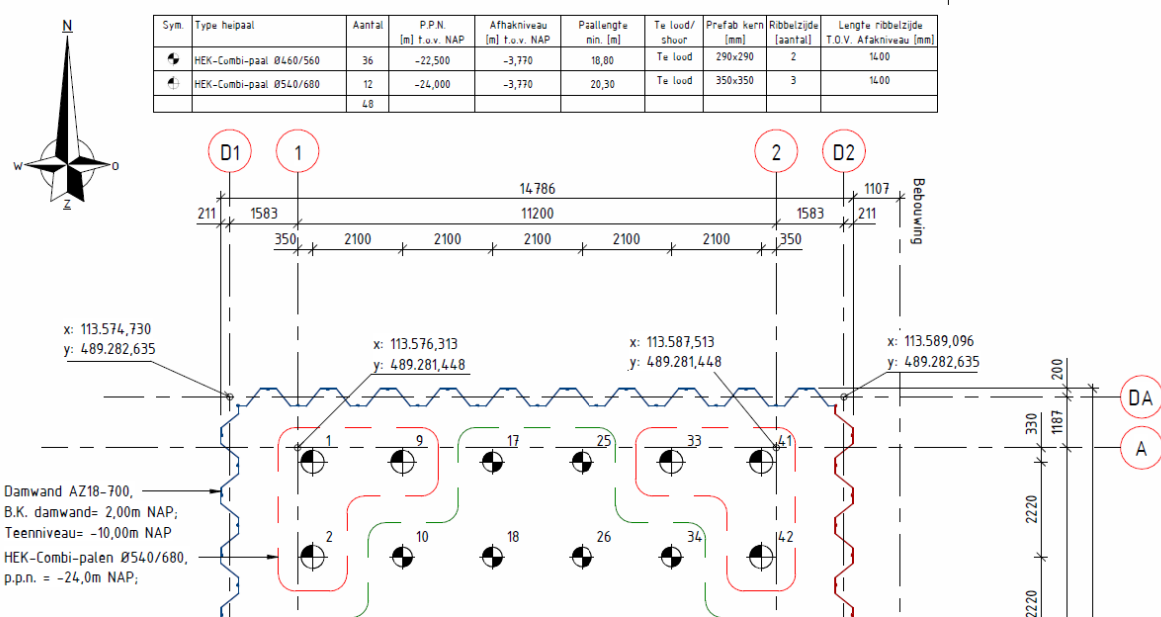 Sym. Type heipaal Aantal P.P.N. [m] t.o.v. NAP Afhakniveau [m] t.o.v. NAP Paallengte min. [m] Te lood/ shoor Prefab kern [mm] Ribbelzijde [aantal] Lengte ribbelzijde T.O.V. Afakniveau [mm]
HEK-Combi-paal Ø460/560 36 -22,500 -3,770 18,80 Te lood 290x290 2 1400
HEK-Combi-paal Ø540/680 12 -24,000 -3,770 20,30 Te lood 350x350 3 1400
48
N
W
O
Z
D1 1 2 D2
14786 1107
Bebouwing
211 1583 11200 1583 211
350 2100 2100 2100 2100 2100 350
x: 113.574,730
y: 489.282,635
x: 113.576,313
y: 489.281,448
x: 113.587,513
y: 489.281,448
x: 113.589,096
y: 489.282,635
200
DA
330 1187
A
1 9 17 25 33 41
Damwand AZ18-700,
B.K. damwand= 2,00m NAP;
Teenniveau= -10,00m NAP
2220
HEK-Combi-palen Ø540/680,
p.p.n. = -24,0m NAP;
2 10 18 26 34 42
2220